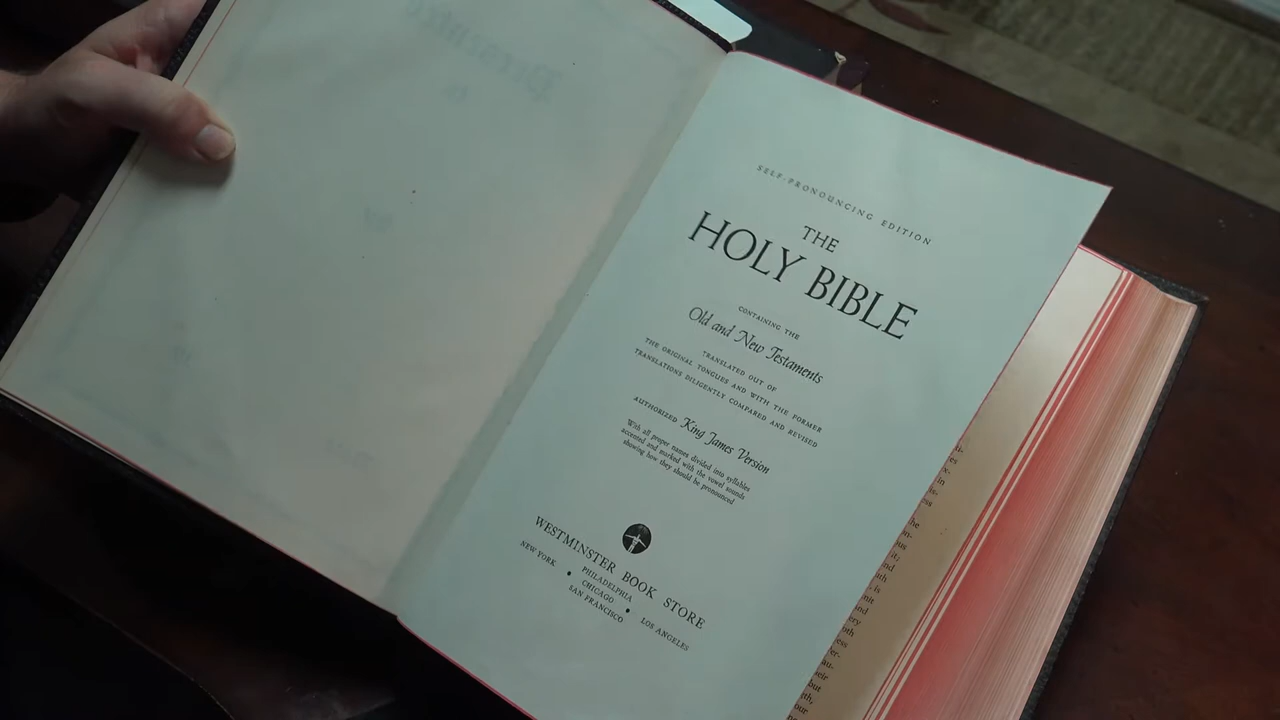 SELF-PRONOUNCING EDITION
THE
HOLY BIBLE
CONTAINING THE
Old and New Testaments
TRANSLATED OUT OF
THE ORIGINAL TONGUES AND WITH THE FORMER
TRANSLATIONS DILIGENTLY COMPARED AND REVISED
AUTHORIZED King James Version
With all proper names divided into syllables
accented and marked with the vowel sounds
showing how they should be pronounced
WESTMINSTER BOOK STORE
NEW YORK • PHILADELPHIA
CHICAGO
SAN FRANCISCO • LOS ANGELES